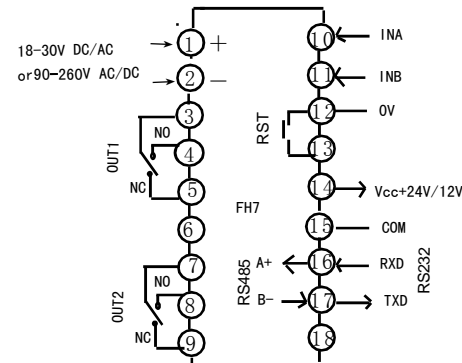 18-30V DC/AC
or90-260V AC/DC
1 +
2 −
3
OUT1
NO
4
NC
5
6
7
OUT2
NO
8
NC
9
FH7
10 INA
11 INB
12 0V
RST
13
14 Vcc+24V/12V
15 COM
RS485
A+
16 RXD
RS232
B-
17 TXD
18